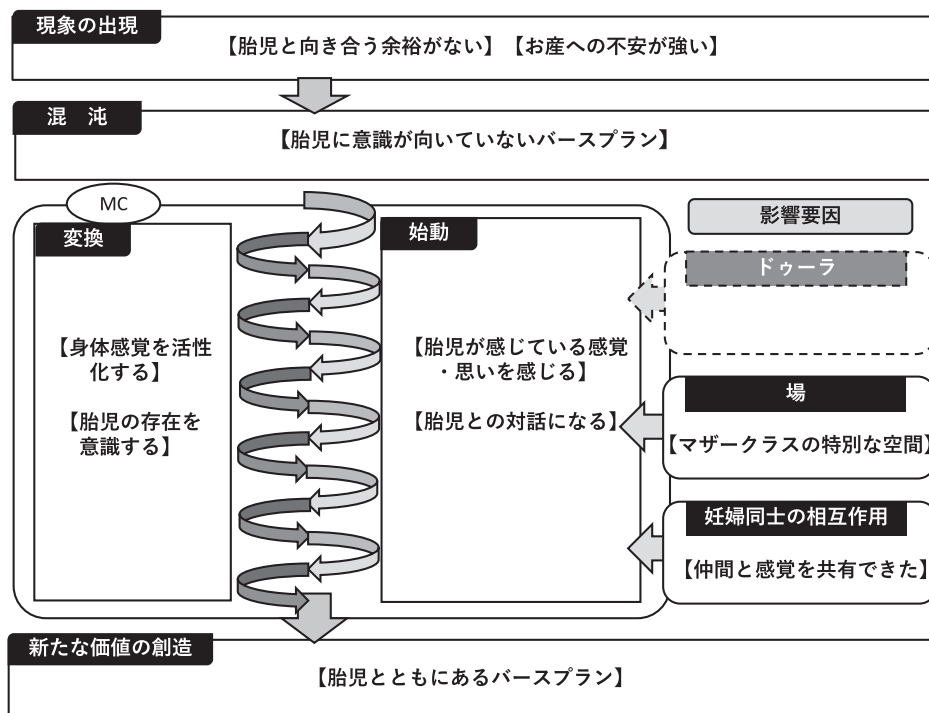 現象の出現
【胎児と向き合う余裕がない】【お産への不安が強い】
混　沌
【胎児に意識が向いていないバースプラン】
MC
変換
【身体感覚を活性
化する】
【胎児の存在を
意識する】
始動
【胎児が感じている感覚
・思いを感じる】
【胎児との対話になる】
影響要因
ドゥーラ
場
【マザークラスの特別な空間】
妊婦同士の相互作用
【仲間と感覚を共有できた】
新たな価値の創造
【胎児とともにあるバースプラン】